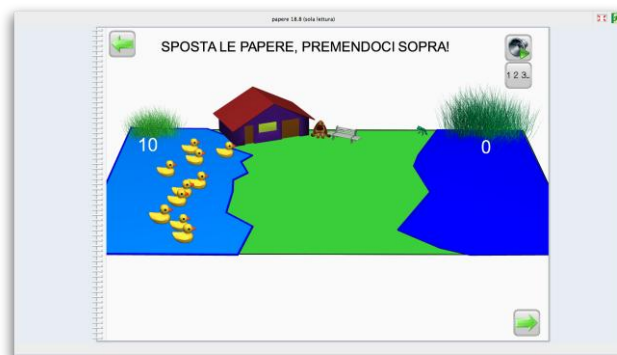 papere 18.8 (sola lettura)
SPOSTA LE PAPERE, PREMENDOCI SOPRA!
1 2 3..
10
0